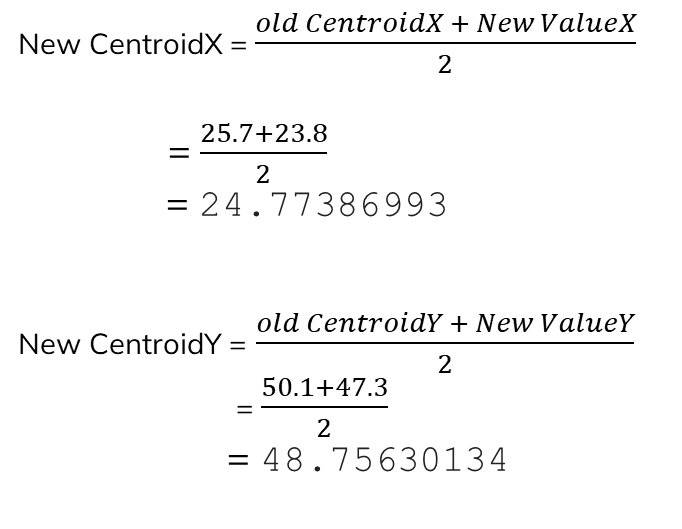 New CentroidX = old CentroidX + New ValueX / 2
= 25.7+23.8 / 2
= 24.77386993
New CentroidY = old CentroidY + New ValueY / 2
= 50.1+47.3 / 2
= 48.75630134